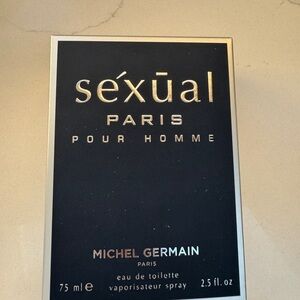 séxūal
PARIS
POUR HOMME
MICHEL GERMAIN
PARIS
eau de toilette
75 ml e vaporisateur spray 2.5 fl. oz